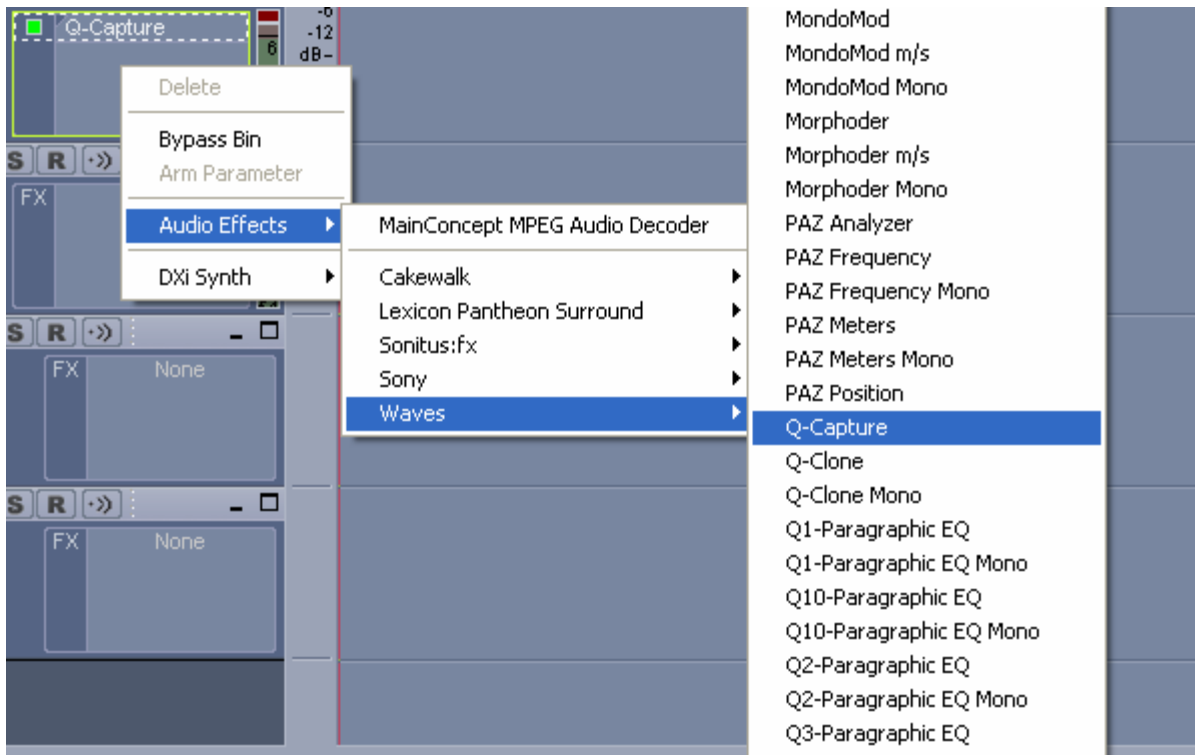 Q-Capture
-6
-12
dB-
6
Delete
Bypass Bin
Arm Parameter
Audio Effects
DXi Synth
S R
FX
S R
FX None
S R
FX None
MainConcept MPEG Audio Decoder
Cakewalk
Lexicon Pantheon Surround
Sonitus:fx
Sony
Waves
MondoMod
MondoMod m/s
MondoMod Mono
Morphoder
Morphoder m/s
Morphoder Mono
PAZ Analyzer
PAZ Frequency
PAZ Frequency Mono
PAZ Meters
PAZ Meters Mono
PAZ Position
Q-Capture
Q-Clone
Q-Clone Mono
Q1-Paragraphic EQ
Q1-Paragraphic EQ Mono
Q10-Paragraphic EQ
Q10-Paragraphic EQ Mono
Q2-Paragraphic EQ
Q2-Paragraphic EQ Mono
Q3-Paragraphic EQ